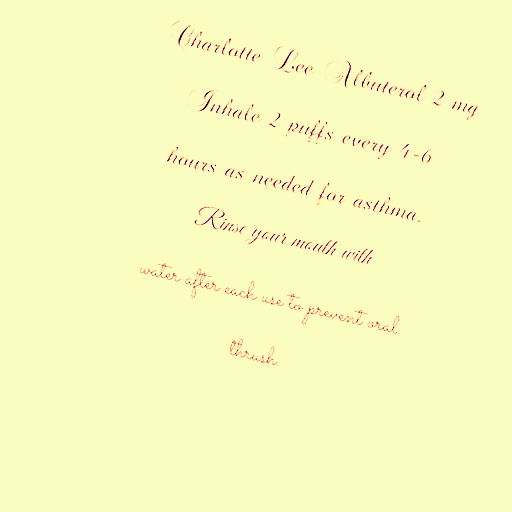 Charlotte Lee Albuterol 2 mg
Inhale 2 puffs every 4-6
hours as needed for asthma.
Rinse your mouth with
water after each use to prevent oral
thrush.